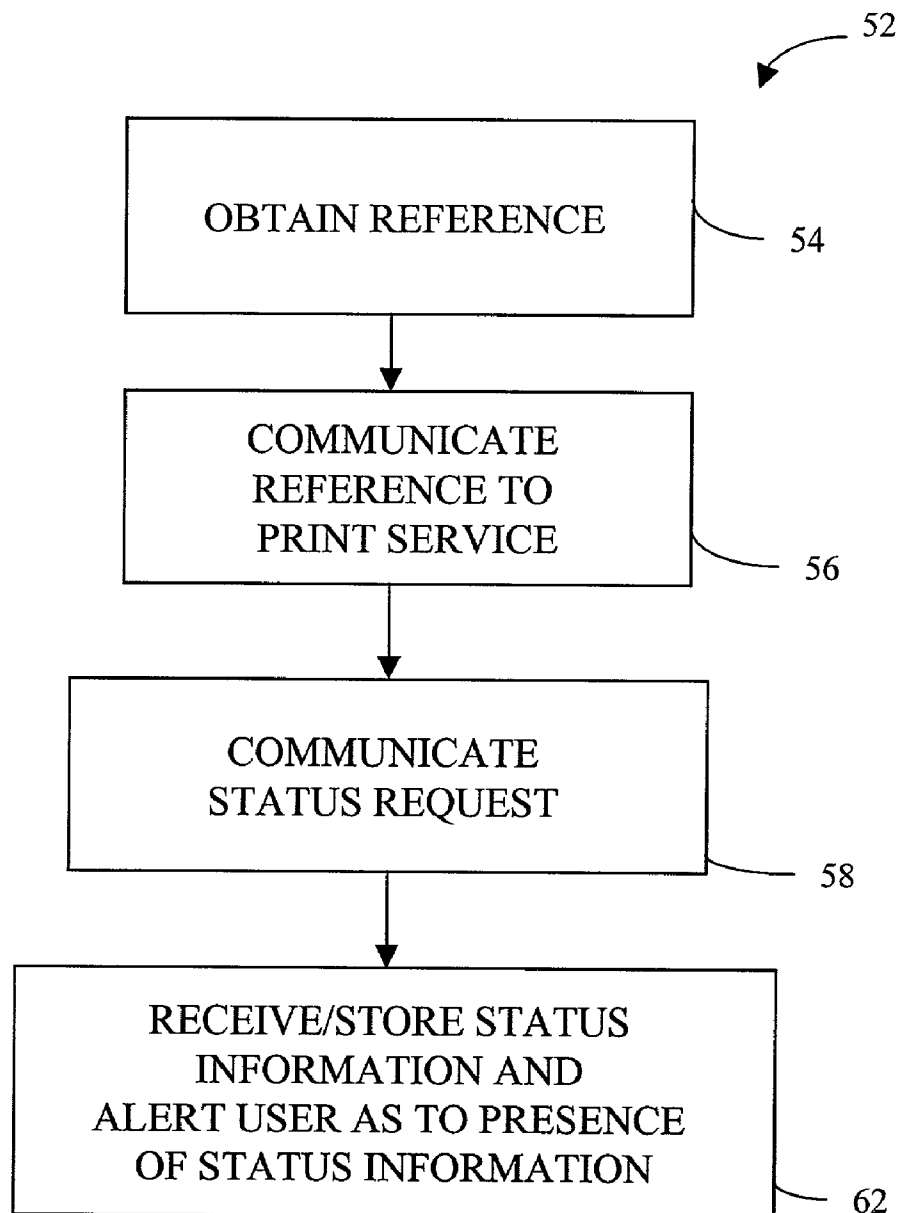 52
OBTAIN REFERENCE
54
COMMUNICATE
REFERENCE TO
PRINT SERVICE
56
COMMUNICATE
STATUS REQUEST
58
RECEIVE/STORE STATUS
INFORMATION AND
ALERT USER AS TO PRESENCE
OF STATUS INFORMATION
62